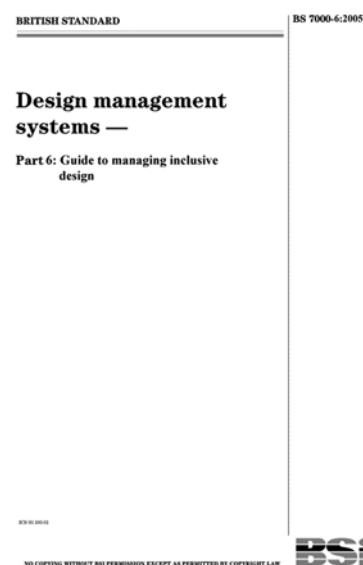 BRITISH STANDARD
BS 7000-6:2005
Design management
systems —
Part 6: Guide to managing inclusive
design
NO COPYING WITHOUT BSI PERMISSION EXCEPT AS PERMITTED BY COPYRIGHT LAW
BSi